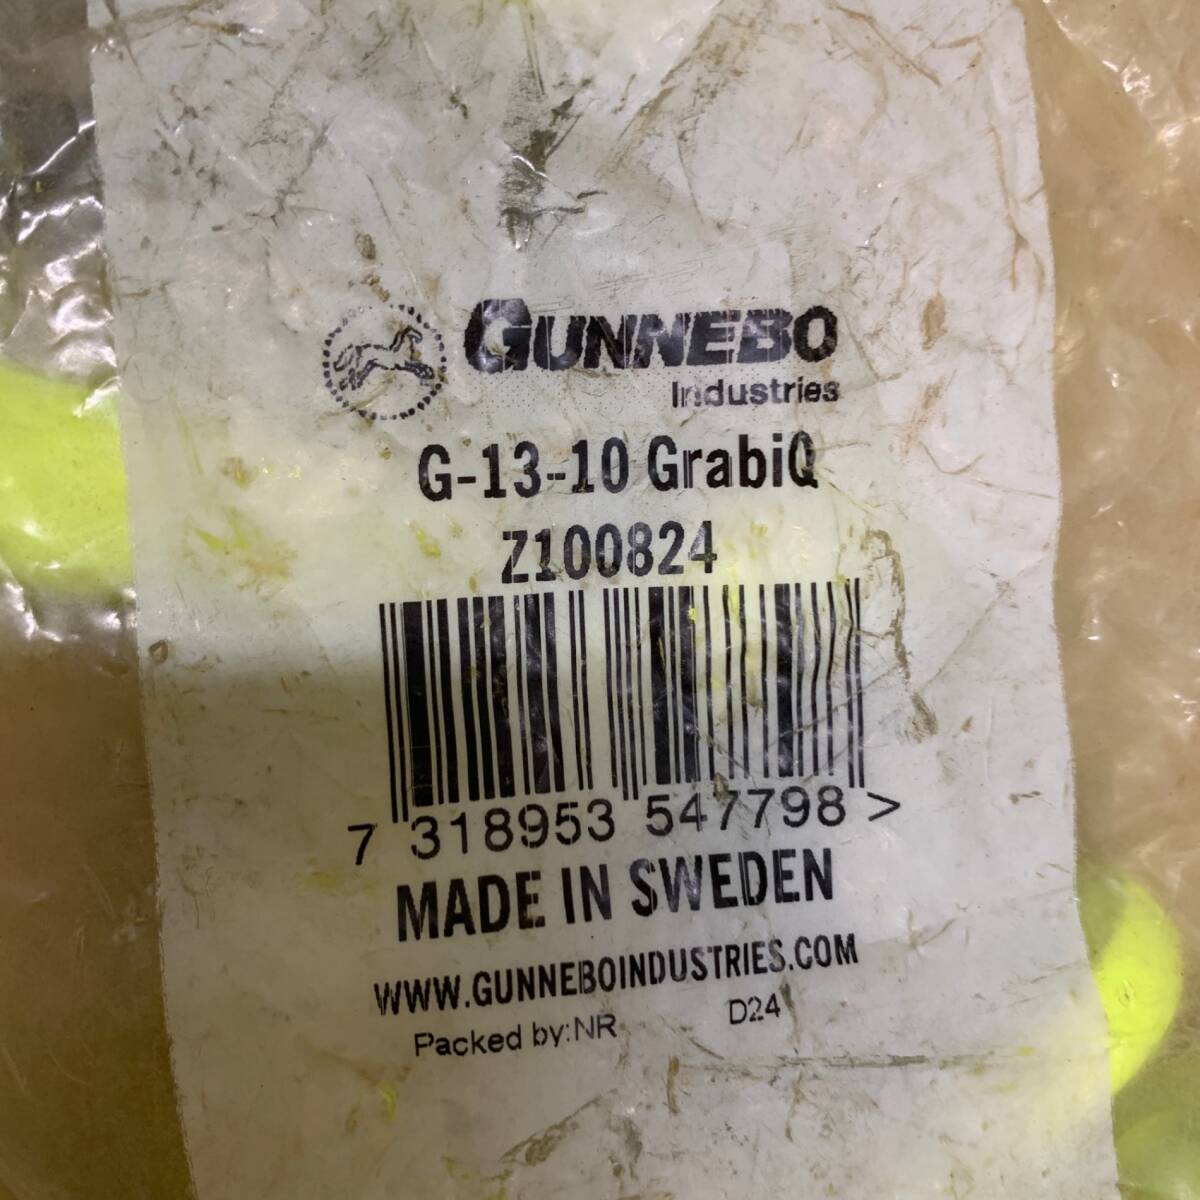 GUNNEBO
Industries
G-13-10 GrabiQ
Z100824
7 318953 547798 >
MADE IN SWEDEN
WWW.GUNNEBOINDUSTRIES.COM
Packed by:NR D24